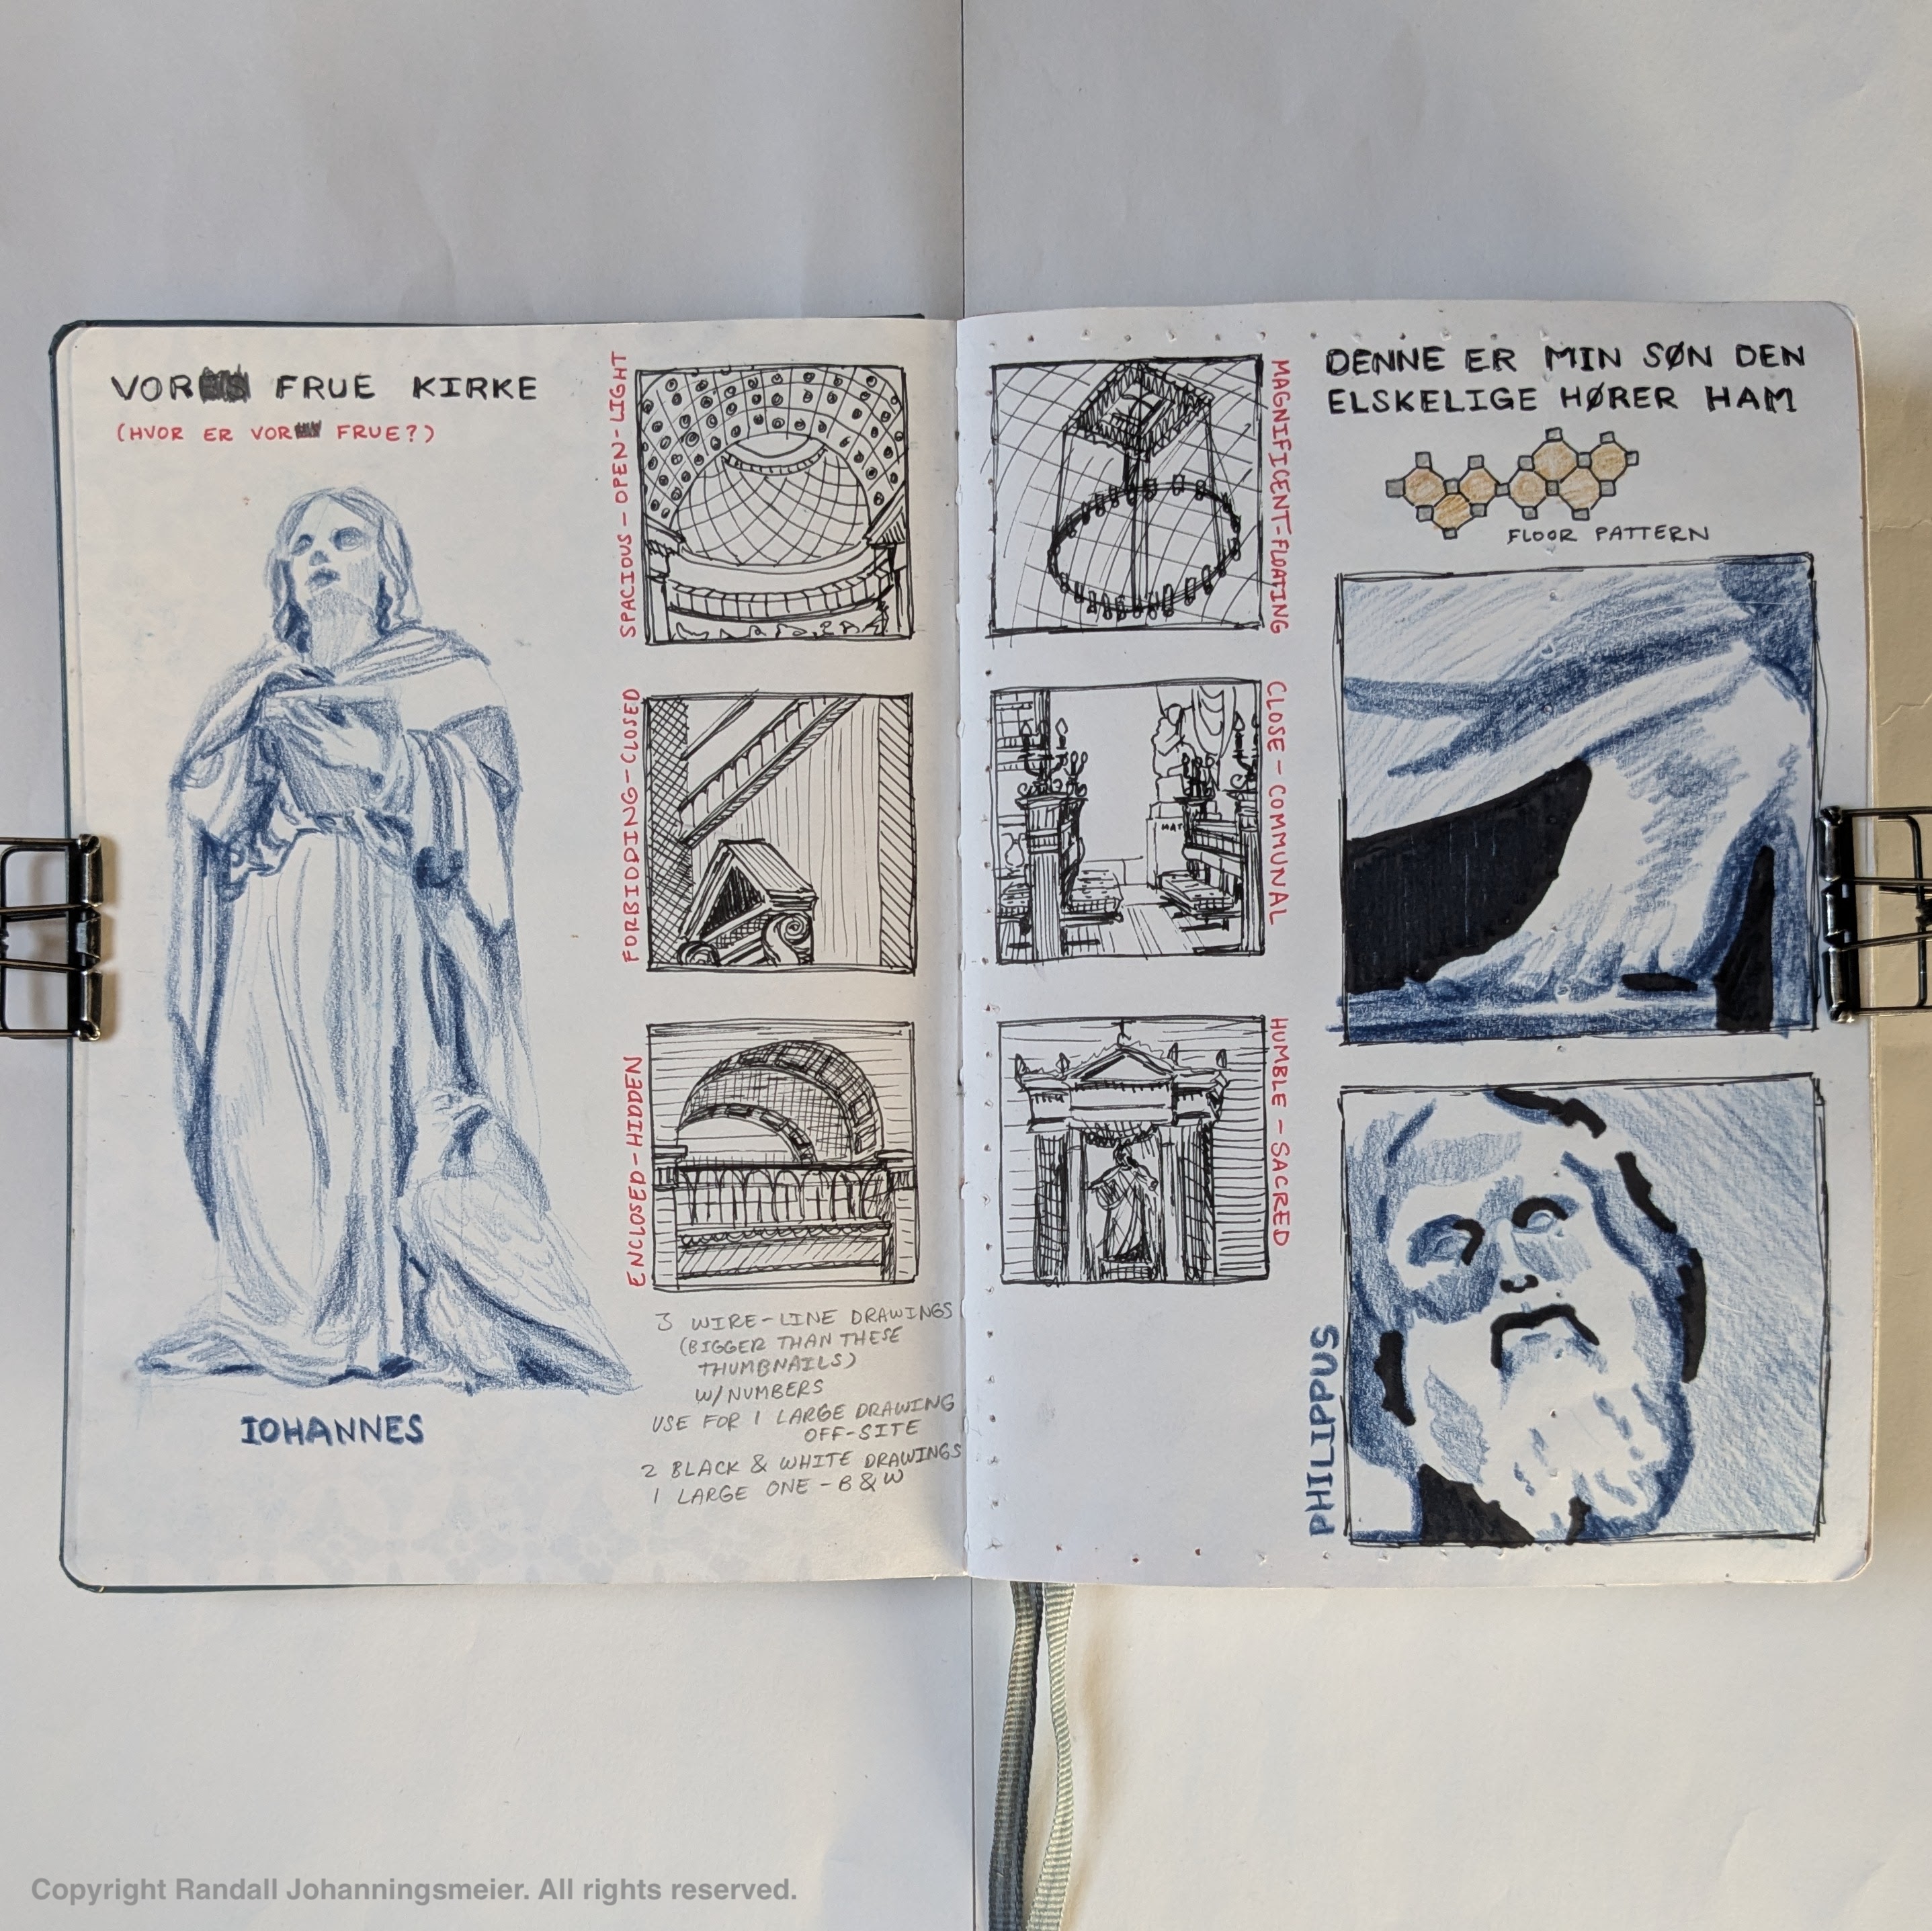 VOR FRUE KIRKE
(HVOR ER VOR FRUE?)
IOHANNES
SPACIOUS - OPEN - LIGHT
FORBIDDING - CLOSED
ENCLOSED - HIDDEN
3 WIRE-LINE DRAWINGS
(BIGGER THAN THESE
THUMBNAILS)
W/NUMBERS
USE FOR 1 LARGE DRAWING
OFF-SITE
2 BLACK & WHITE DRAWINGS
1 LARGE ONE - B & W
MAGNIFICENT - FLOATING
CLOSE - COMMUNAL
MAT
HUMBLE - SACRED
DENNE ER MIN SØN DEN
ELSKELIGE HØRER HAM
FLOOR PATTERN
PHILIPPUS
Copyright Randall Johanningsmeier. All rights reserved.